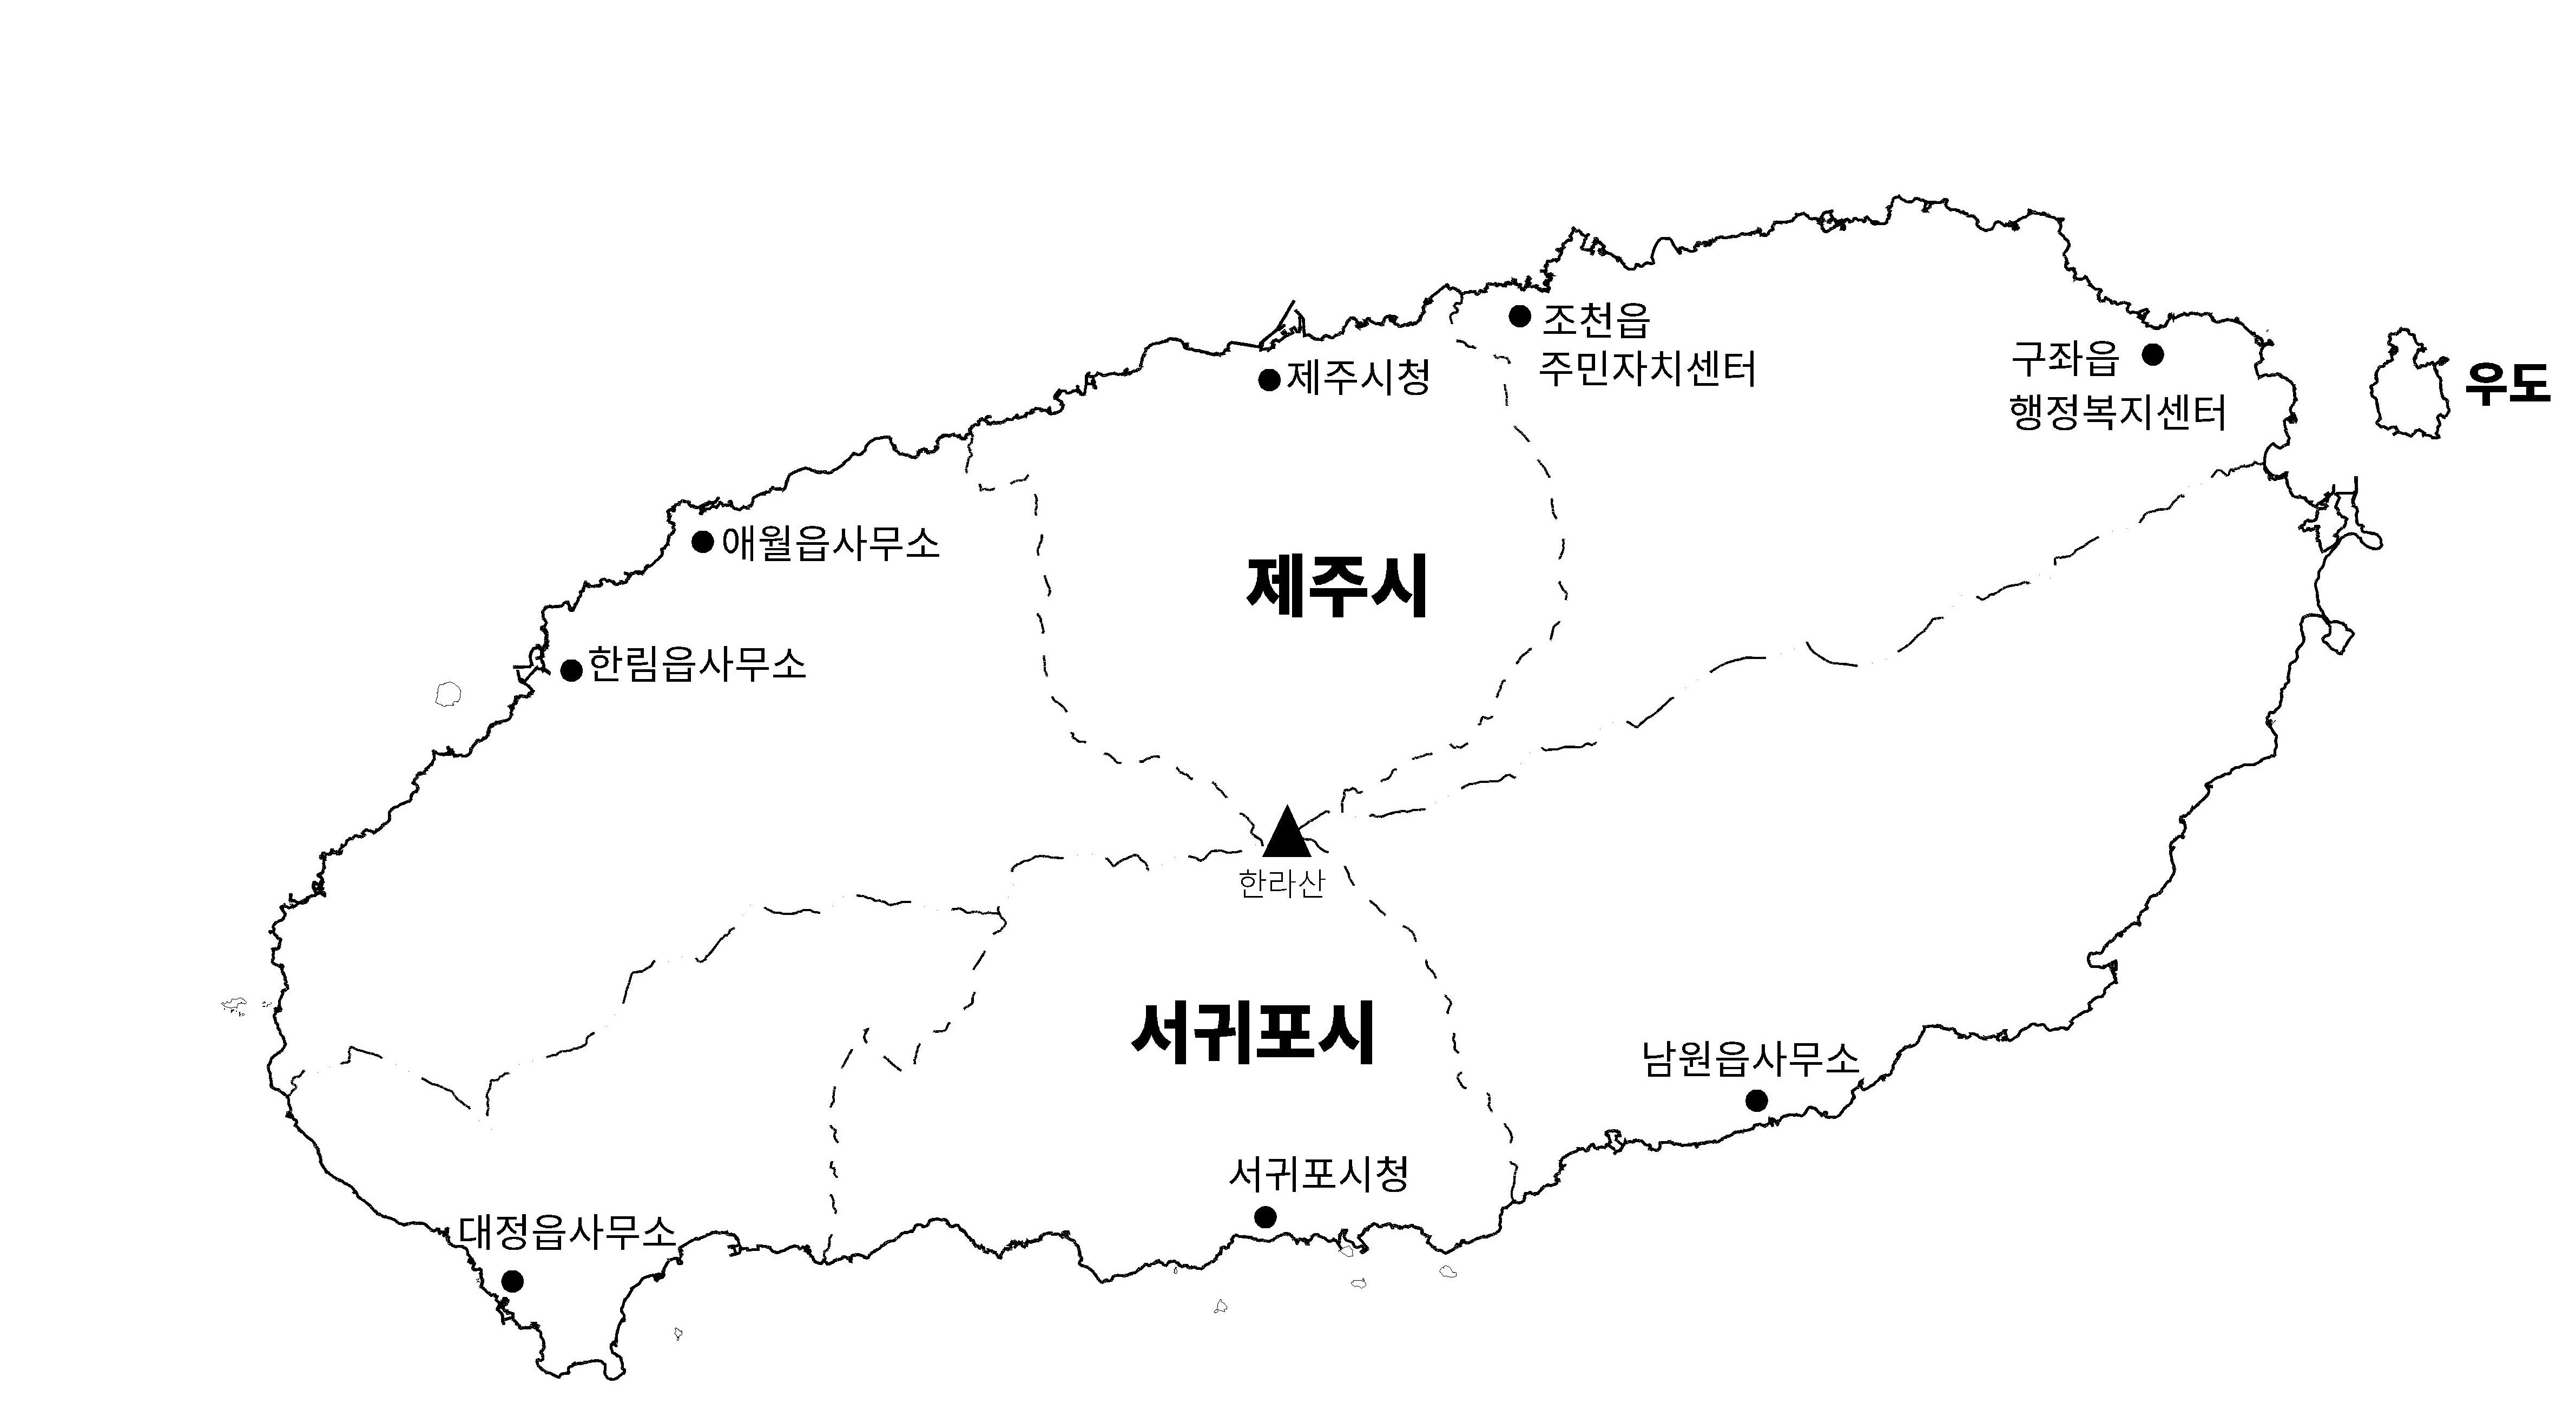 조천읍
주민자치센터
제주시청
구좌읍
행정복지센터
우도
애월읍사무소
제주시
한림읍사무소
한라산
서귀포시
남원읍사무소
서귀포시청
대정읍사무소